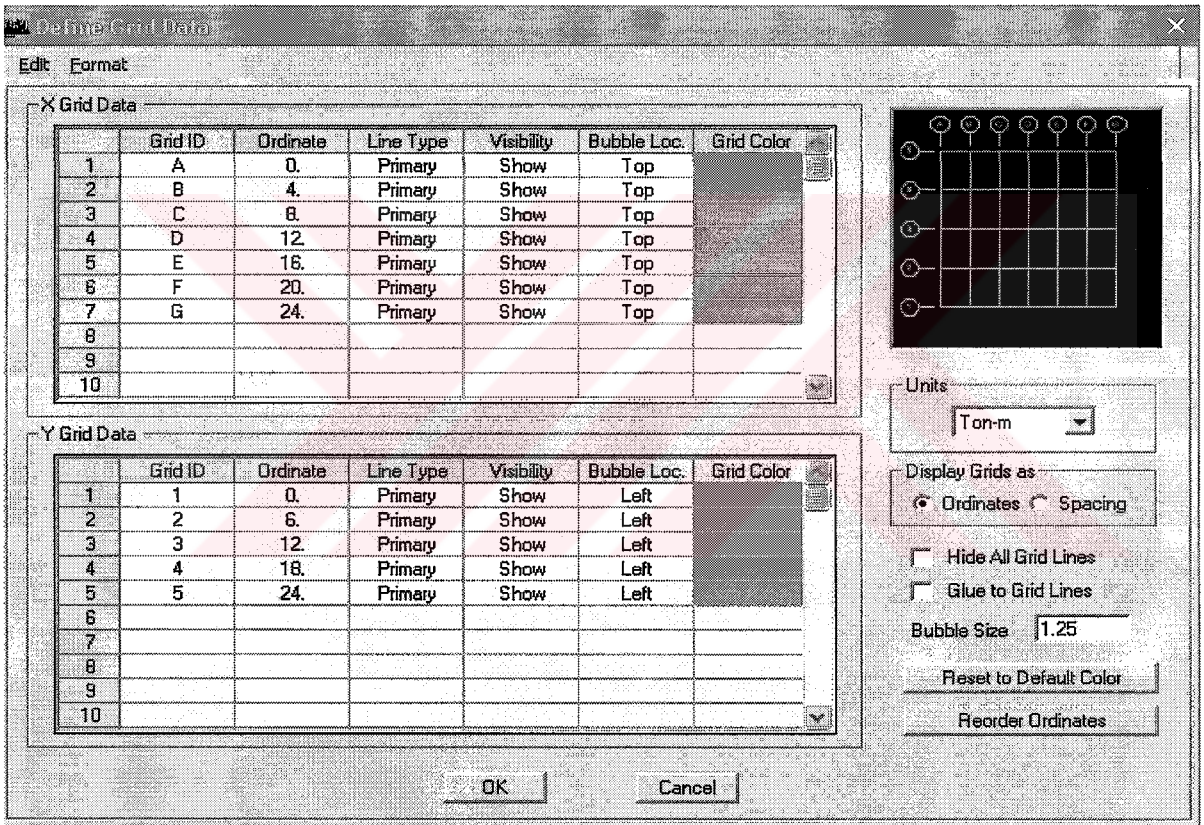 Define Grid Data
Edit Format
X Grid Data
Grid ID Ordinate Line Type Visibility Bubble Loc. Grid Color
1 A 0. Primary Show Top
2 B 4. Primary Show Top
3 C 8. Primary Show Top
4 D 12. Primary Show Top
5 E 16. Primary Show Top
6 F 20. Primary Show Top
7 G 24. Primary Show Top
8
9
10
Y Grid Data
Grid ID Ordinate Line Type Visibility Bubble Loc. Grid Color
1 1 0. Primary Show Left
2 2 6. Primary Show Left
3 3 12. Primary Show Left
4 4 18. Primary Show Left
5 5 24. Primary Show Left
6
7
8
9
10
Units
Ton-m
Display Grids as
Ordinates Spacing
Hide All Grid Lines
Glue to Grid Lines
Bubble Size 1.25
Reset to Default Color
Reorder Ordinates
OK Cancel